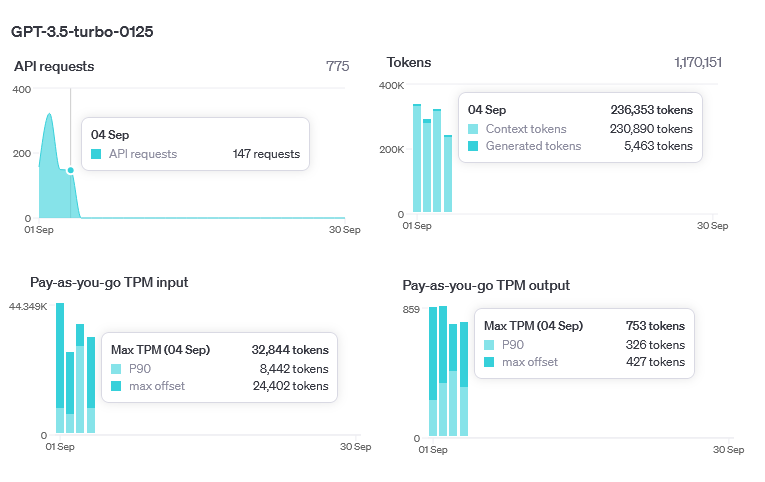 GPT-3.5-turbo-0125
API requests 775
400
200
0
01 Sep 30 Sep
04 Sep
API requests 147 requests
Tokens 1,170,151
400K
200K
0
01 Sep 30 Sep
04 Sep 236,353 tokens
Context tokens 230,890 tokens
Generated tokens 5,463 tokens
Pay-as-you-go TPM input
44.349K
0
01 Sep 30 Sep
Max TPM (04 Sep) 32,844 tokens
P90 8,442 tokens
max offset 24,402 tokens
Pay-as-you-go TPM output
859
0
01 Sep 30 Sep
Max TPM (04 Sep) 753 tokens
P90 326 tokens
max offset 427 tokens